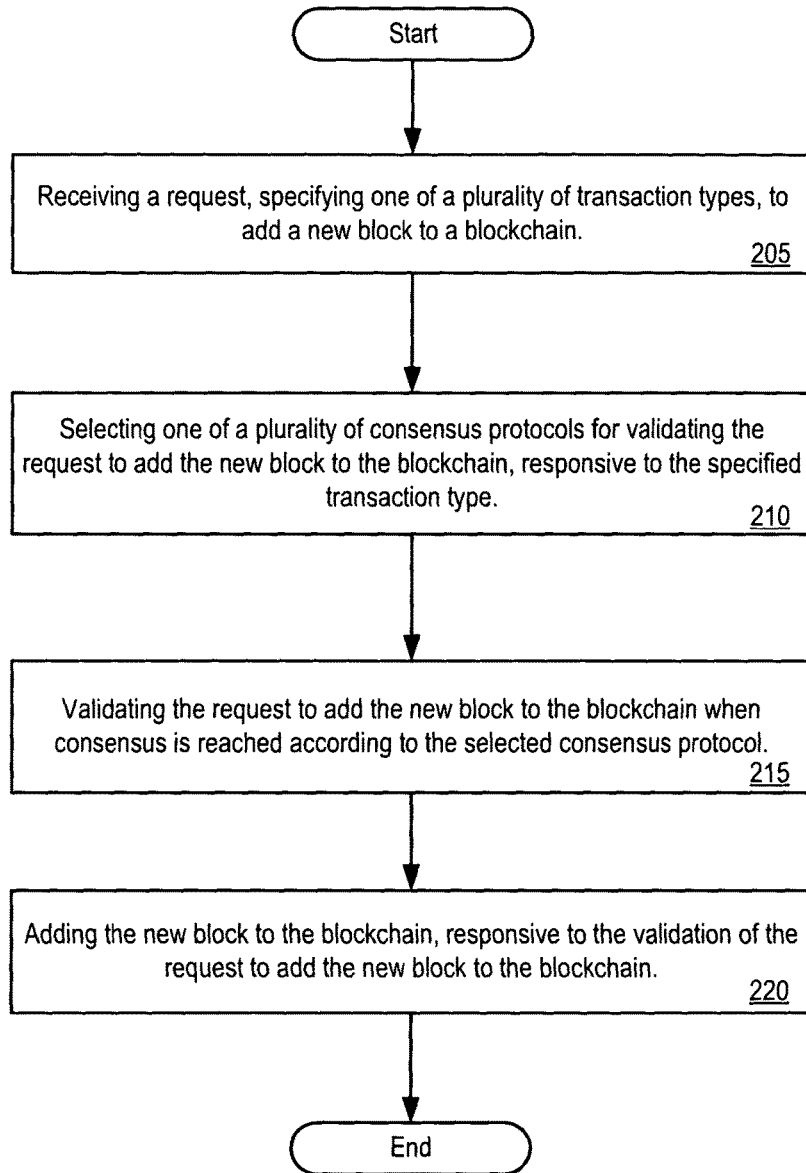 Start
Receiving a request, specifying one of a plurality of transaction types, to
add a new block to a blockchain.
205
Selecting one of a plurality of consensus protocols for validating the
request to add the new block to the blockchain, responsive to the specified
transaction type.
210
Validating the request to add the new block to the blockchain when
consensus is reached according to the selected consensus protocol.
215
Adding the new block to the blockchain, responsive to the validation of the
request to add the new block to the blockchain.
220
End